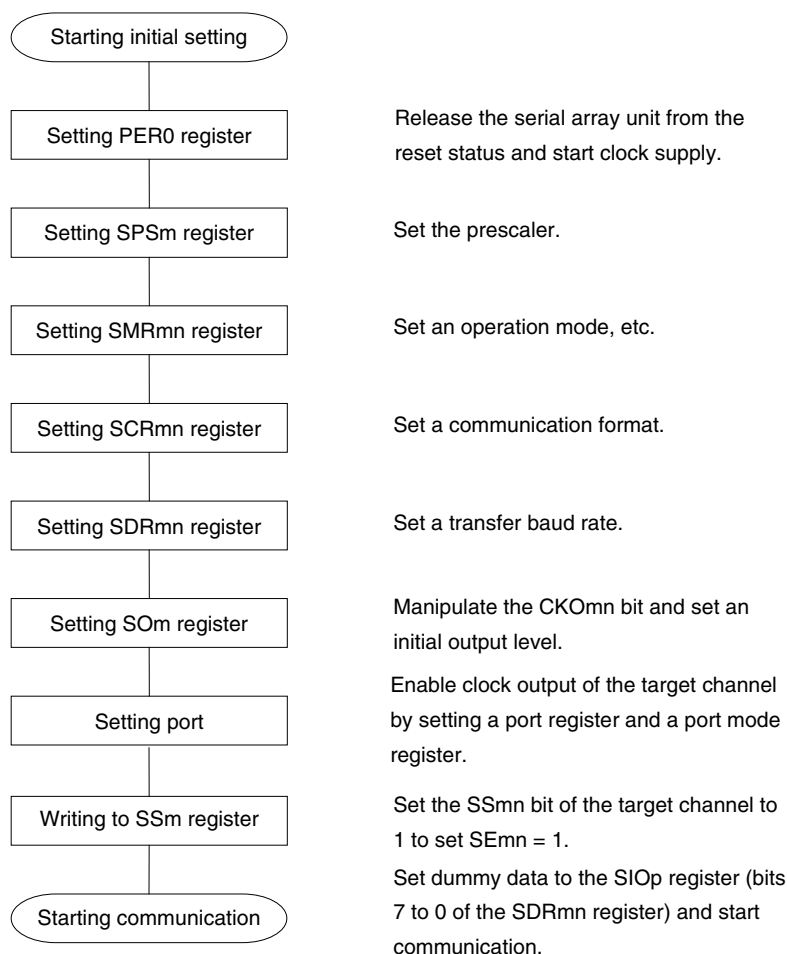 Starting initial setting
Setting PER0 register
Release the serial array unit from the
reset status and start clock supply.
Setting SPSm register
Set the prescaler.
Setting SMRmn register
Set an operation mode, etc.
Setting SCRmn register
Set a communication format.
Setting SDRmn register
Set a transfer baud rate.
Setting SOm register
Manipulate the CKOmn bit and set an
initial output level.
Setting port
Enable clock output of the target channel
by setting a port register and a port mode
register.
Writing to SSm register
Set the SSmn bit of the target channel to
1 to set SEmn = 1.
Starting communication
Set dummy data to the SIOp register (bits
7 to 0 of the SDRmn register) and start
communication.